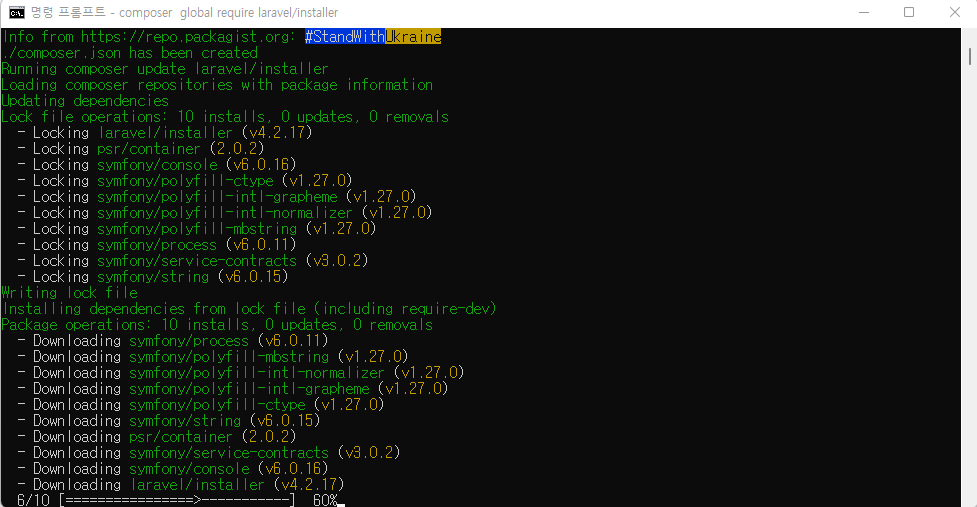 명령 프롬프트 - composer  global require laravel/installer
Info from https://repo.packagist.org: #StandWithUkraine
./composer.json has been created
Running composer update laravel/installer
Loading composer repositories with package information
Updating dependencies
Lock file operations: 10 installs, 0 updates, 0 removals
  - Locking laravel/installer (v4.2.17)
  - Locking psr/container (2.0.2)
  - Locking symfony/console (v6.0.16)
  - Locking symfony/polyfill-ctype (v1.27.0)
  - Locking symfony/polyfill-intl-grapheme (v1.27.0)
  - Locking symfony/polyfill-intl-normalizer (v1.27.0)
  - Locking symfony/polyfill-mbstring (v1.27.0)
  - Locking symfony/process (v6.0.11)
  - Locking symfony/service-contracts (v3.0.2)
  - Locking symfony/string (v6.0.15)
Writing lock file
Installing dependencies from lock file (including require-dev)
Package operations: 10 installs, 0 updates, 0 removals
  - Downloading symfony/process (v6.0.11)
  - Downloading symfony/polyfill-mbstring (v1.27.0)
  - Downloading symfony/polyfill-intl-normalizer (v1.27.0)
  - Downloading symfony/polyfill-intl-grapheme (v1.27.0)
  - Downloading symfony/polyfill-ctype (v1.27.0)
  - Downloading symfony/string (v6.0.15)
  - Downloading psr/container (2.0.2)
  - Downloading symfony/service-contracts (v3.0.2)
  - Downloading symfony/console (v6.0.16)
  - Downloading laravel/installer (v4.2.17)
  6/10 [================>-----------]  60%